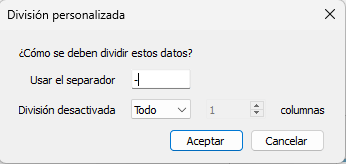 División personalizada
¿Cómo se deben dividir estos datos?
Usar el separador -
División desactivada Todo 1 columnas
Aceptar Cancelar